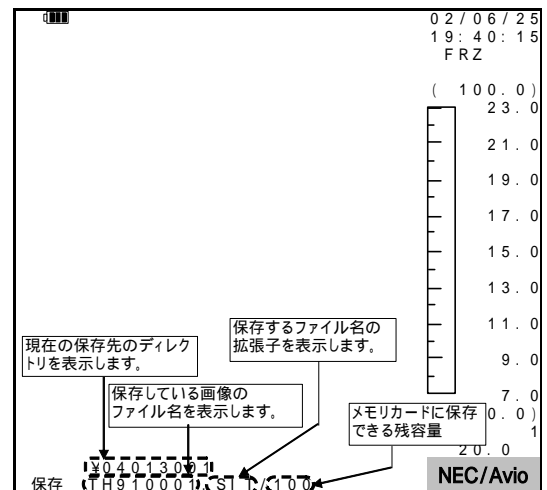 02/06/25
19:40:15
FRZ
( 100.0)
23.0
21.0
19.0
17.0
15.0
13.0
11.0
9.0
7.0
0.0)
1
20.0
保存するファイル名の
拡張子を表示します。
現在の保存先のディレク
トリを表示します。
保存している画像の
ファイル名を表示します。
メモリカードに保存
できる残容量
¥04013001
保存 TH910001. SIT/100
NEC/Avio